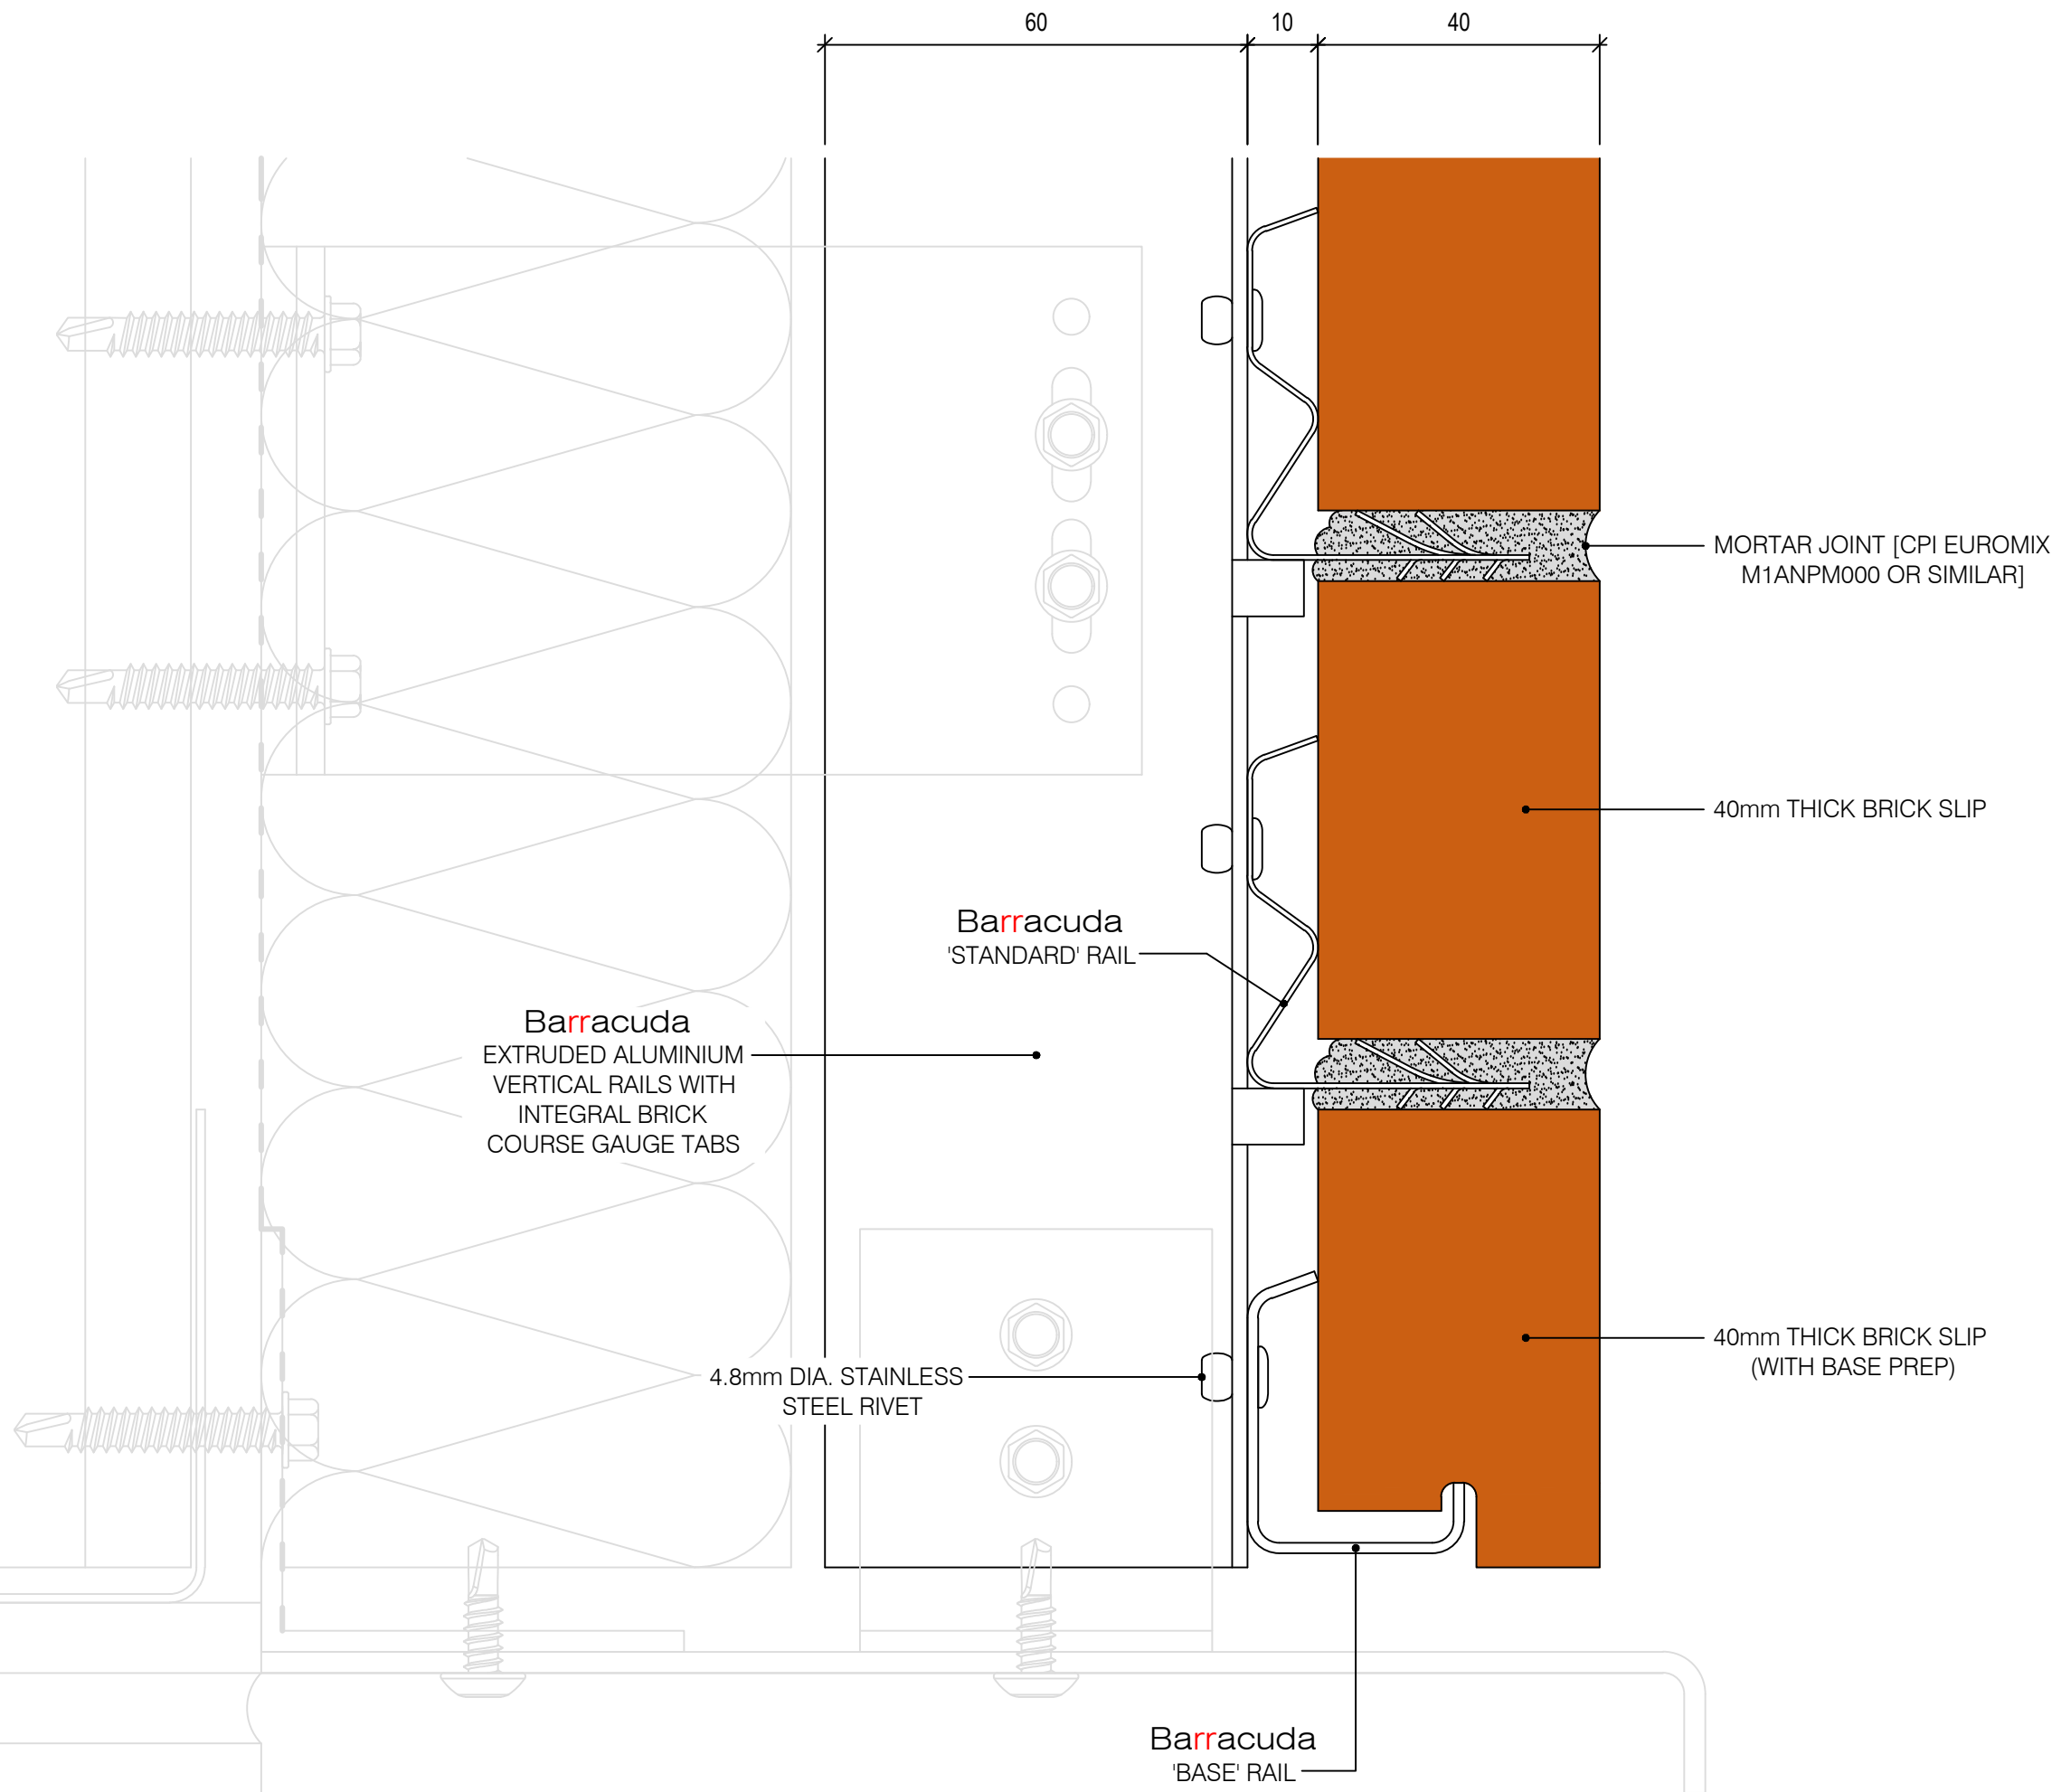 60 10 40
MORTAR JOINT [CPI EUROMIX
M1ANPM000 OR SIMILAR]
40mm THICK BRICK SLIP
Barracuda
'STANDARD' RAIL
Barracuda
EXTRUDED ALUMINIUM
VERTICAL RAILS WITH
INTEGRAL BRICK
COURSE GAUGE TABS
40mm THICK BRICK SLIP
(WITH BASE PREP)
4.8mm DIA. STAINLESS
STEEL RIVET
Barracuda
'BASE' RAIL